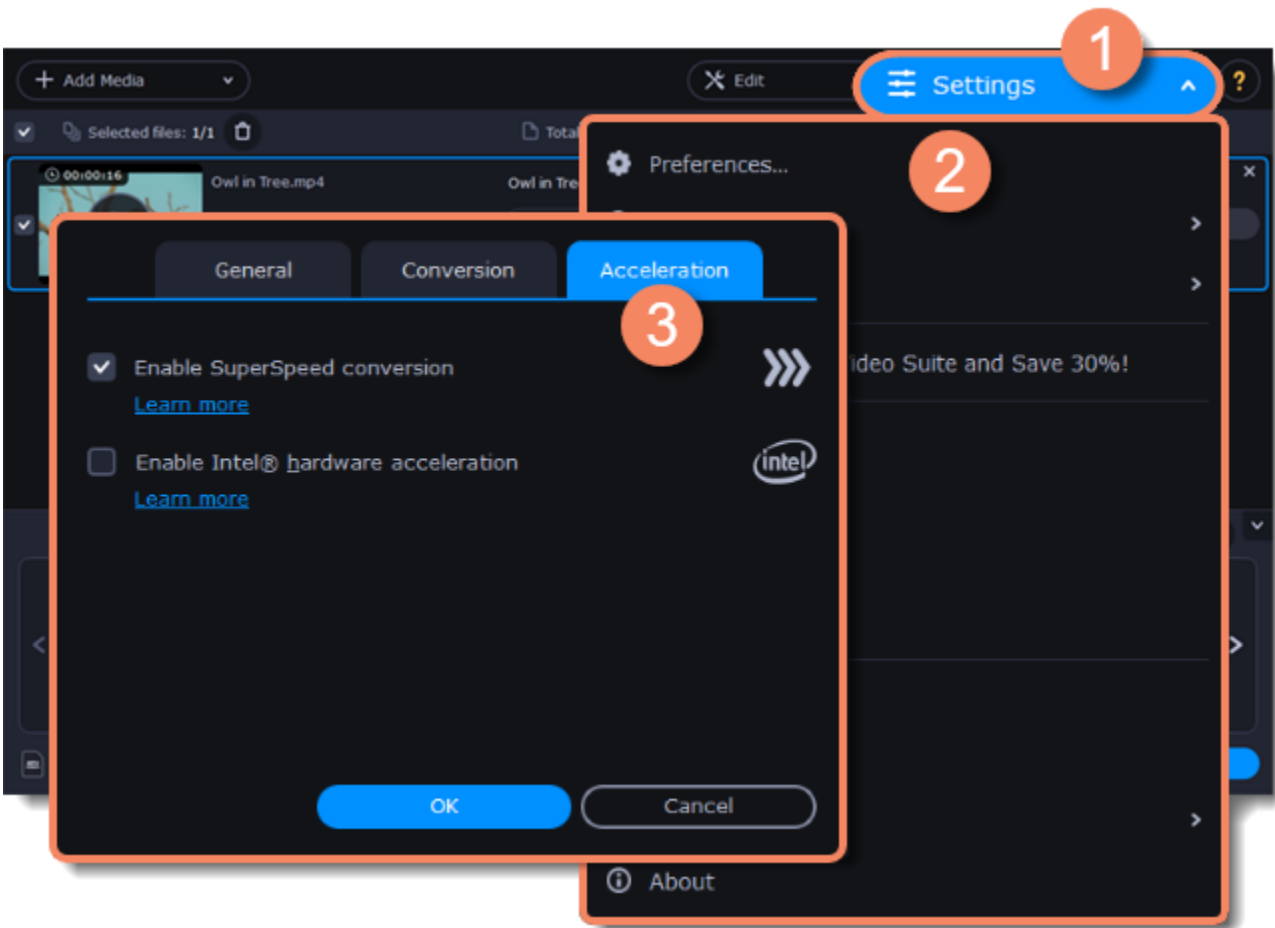 1
+ Add Media
Edit
Settings
?
Selected files: 1/1
Total
2
Preferences...
00:00:16
Owl in Tree.mp4
Owl in Tre
General
Conversion
Acceleration
3
Enable SuperSpeed conversion
Learn more
ideo Suite and Save 30%!
Enable Intel® hardware acceleration
intel
Learn more
OK
Cancel
About